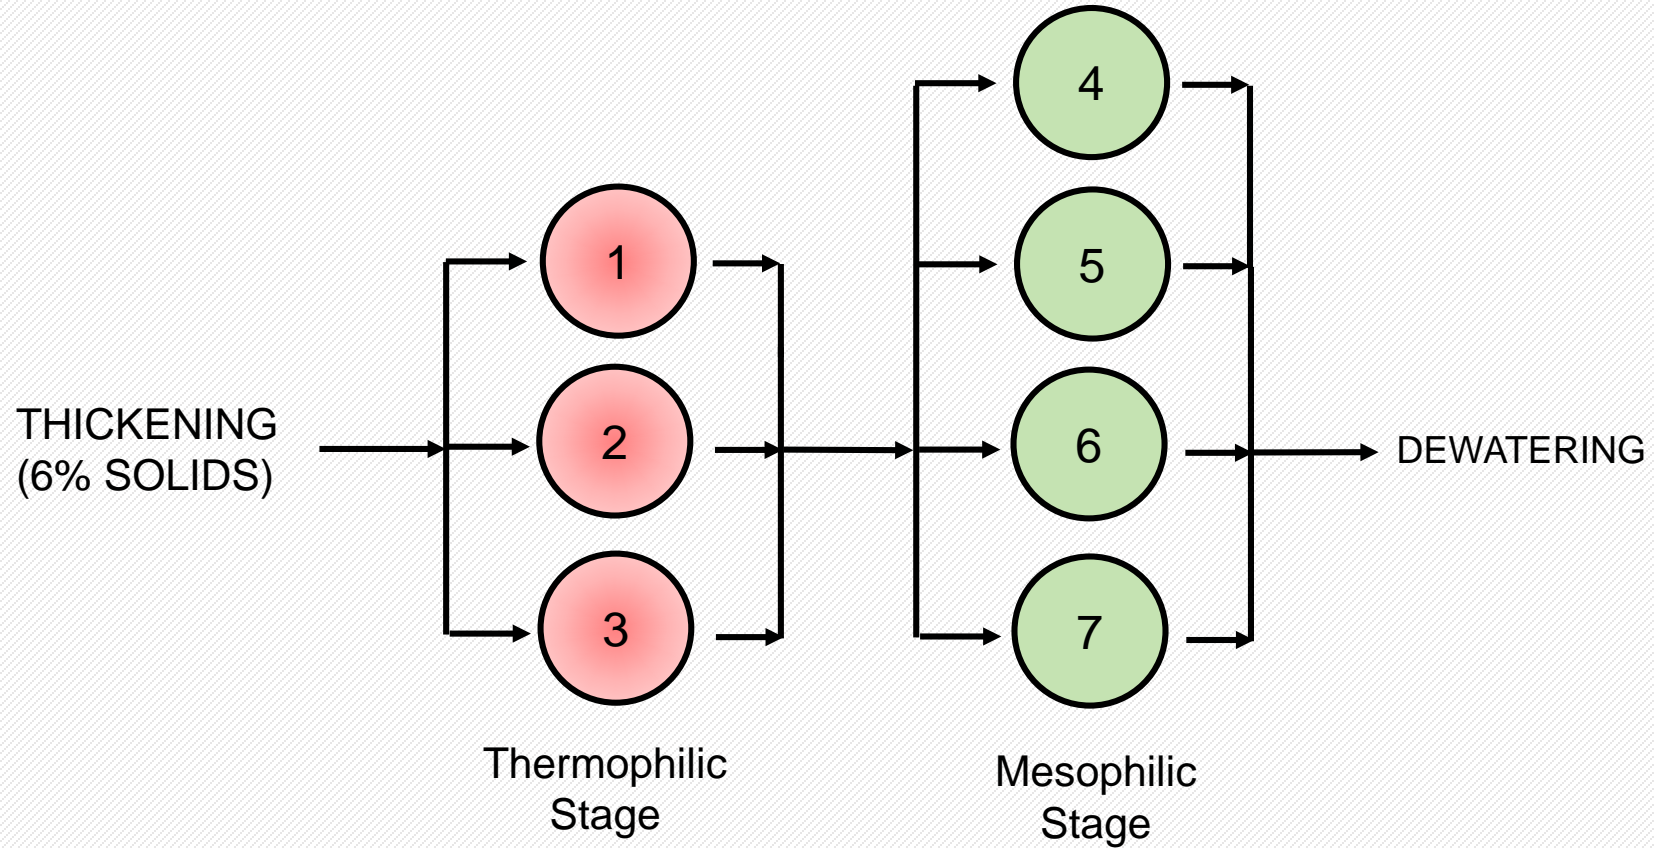 THICKENING
(6% SOLIDS)
1
2
3
Thermophilic
Stage
4
5
6
7
Mesophilic
Stage
DEWATERING